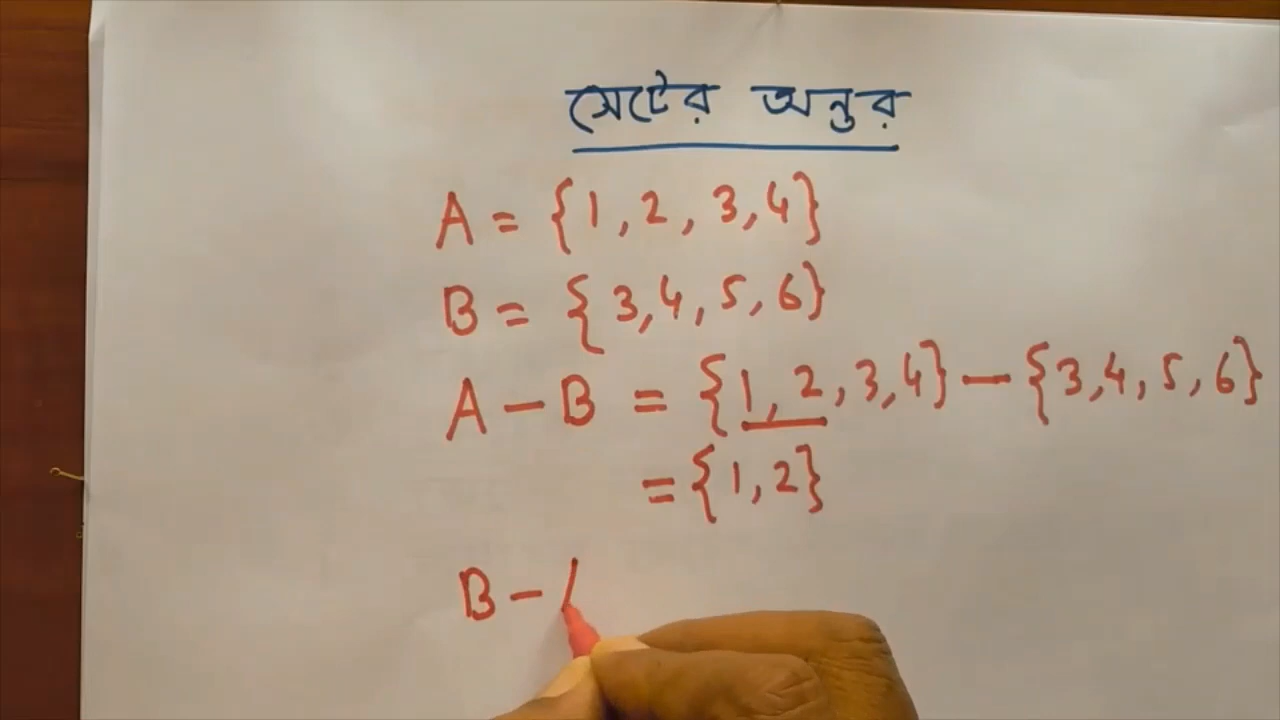 সেটের অন্তর
A = {1, 2, 3, 4}
B = {3, 4, 5, 6}
A - B = {1, 2, 3, 4} - {3, 4, 5, 6}
= {1, 2}
B -